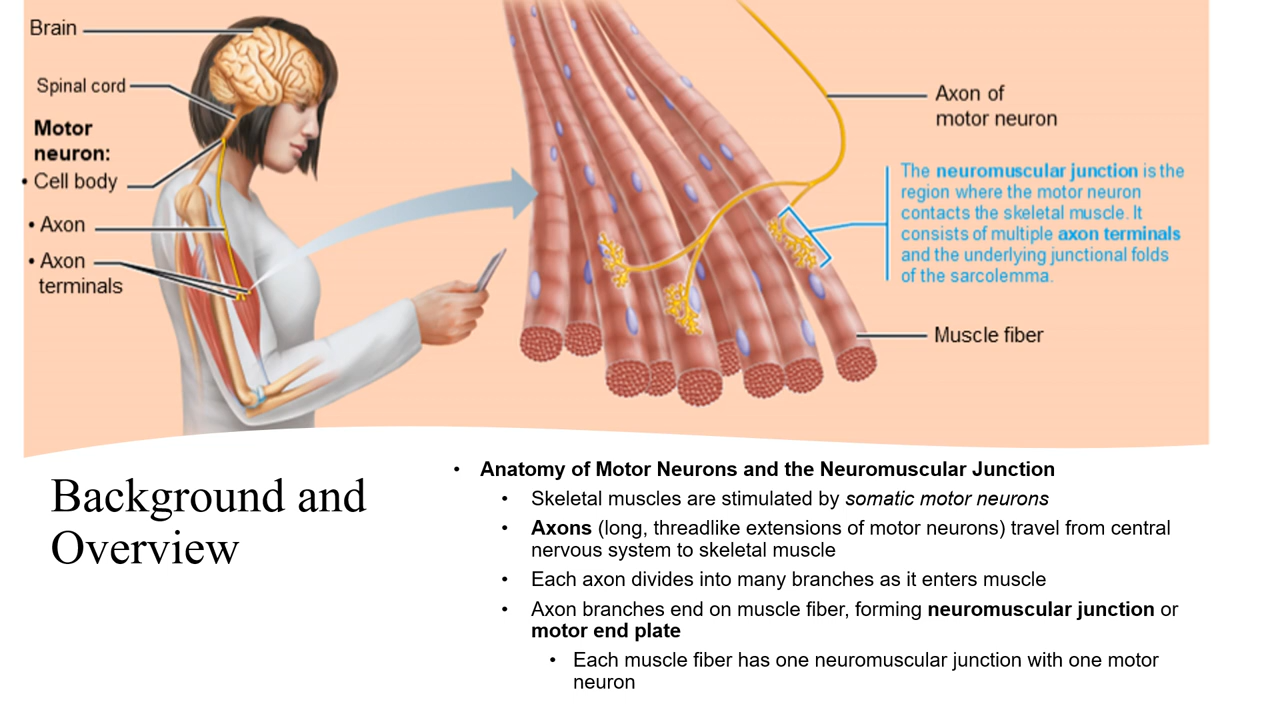 Brain
Spinal cord
Motor
neuron:
• Cell body
• Axon
• Axon
terminals
Axon of
motor neuron
The neuromuscular junction is the
region where the motor neuron
contacts the skeletal muscle. It
consists of multiple axon terminals
and the underlying junctional folds
of the sarcolemma.
Muscle fiber
Background and
Overview
• Anatomy of Motor Neurons and the Neuromuscular Junction
• Skeletal muscles are stimulated by somatic motor neurons
• Axons (long, threadlike extensions of motor neurons) travel from central
nervous system to skeletal muscle
• Each axon divides into many branches as it enters muscle
• Axon branches end on muscle fiber, forming neuromuscular junction or
motor end plate
• Each muscle fiber has one neuromuscular junction with one motor
neuron